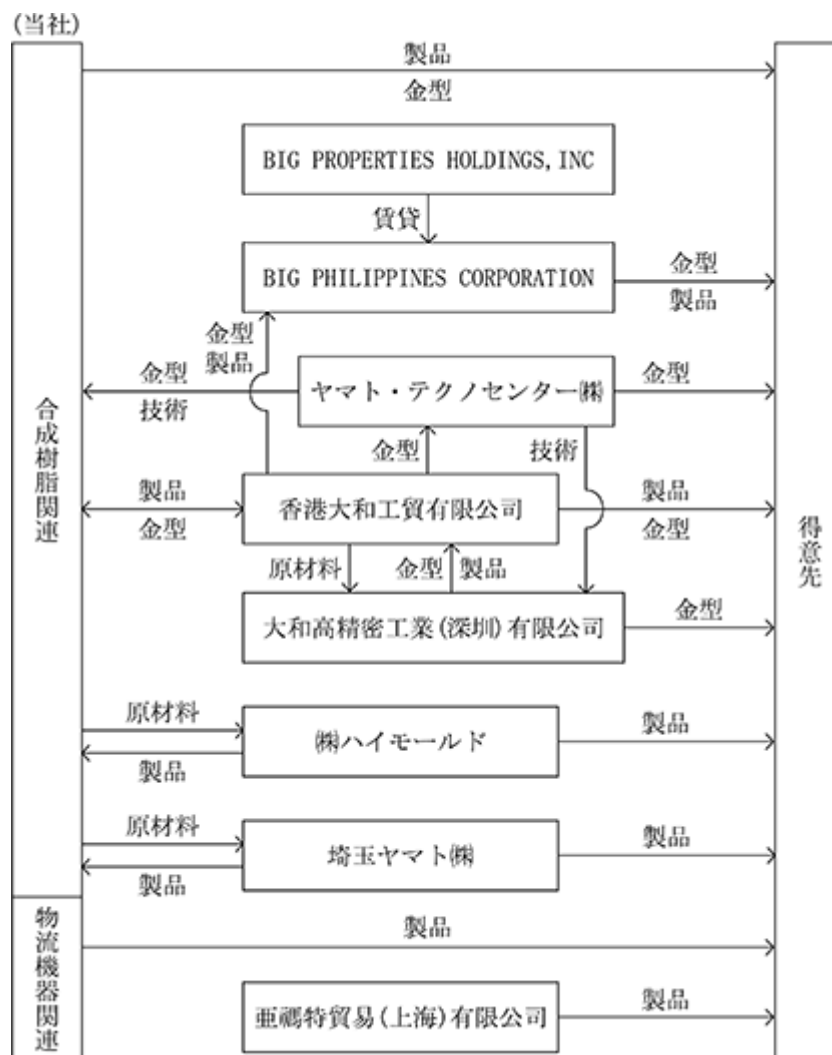 (当社)
製品
金型
BIG PROPERTIES HOLDINGS, INC
賃貸
BIG PHILIPPINES CORPORATION
金型
製品
金型
製品
金型
技術
ヤマト・テクノセンター㈱
金型
金型
技術
合成樹脂関連
製品
金型
香港大和工貿有限公司
製品
金型
得意先
原材料
金型
製品
大和高精密工業(深圳)有限公司
金型
原材料
製品
㈱ハイモールド
製品
原材料
製品
埼玉ヤマト㈱
製品
物流機器関連
製品
亜禡特貿易(上海)有限公司
製品